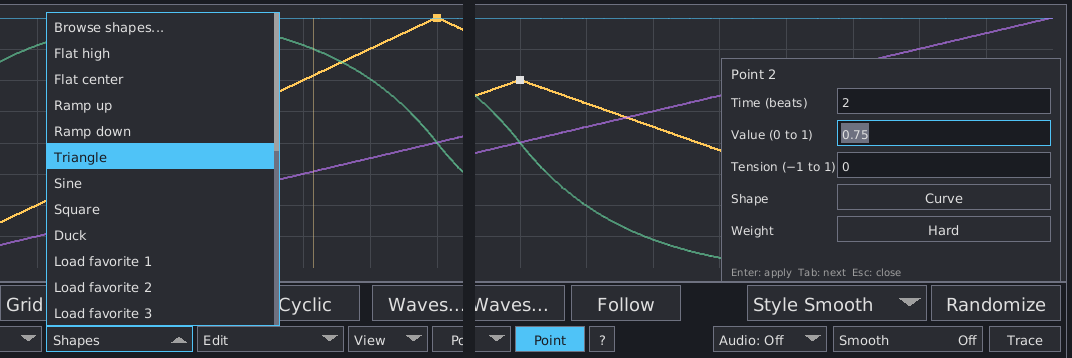 Browse shapes...
Flat high
Flat center
Ramp up
Ramp down
Triangle
Sine
Square
Duck
Load favorite 1
Load favorite 2
Load favorite 3
Grid
Cyclic
Waves...
Shapes
Edit
View
Po
Point 2
Time (beats) 2
Value (0 to 1) 0.75
Tension (−1 to 1) 0
Shape Curve
Weight Hard
Enter: apply Tab: next Esc: close
Waves...
Follow
Style Smooth
Randomize
Point
?
Audio: Off
Smooth Off
Trace